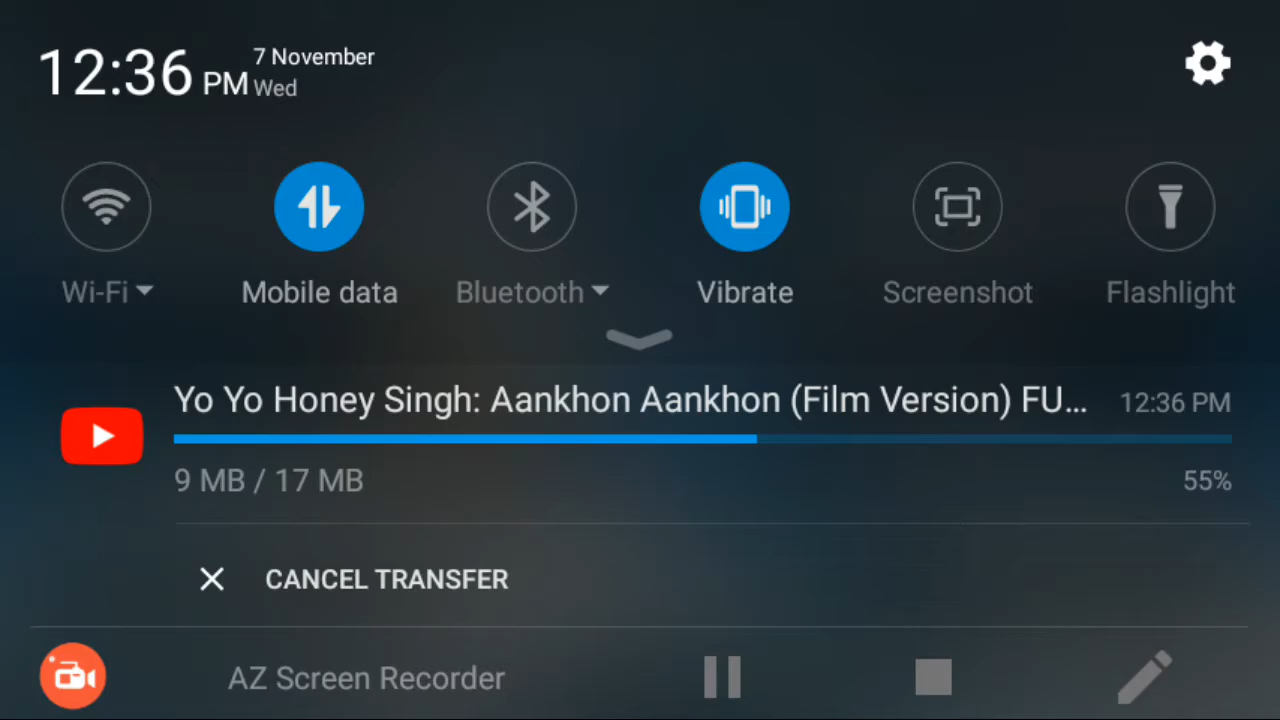 12:36 PM
7 November
Wed
Wi-Fi
Mobile data
Bluetooth
Vibrate
Screenshot
Flashlight
Yo Yo Honey Singh: Aankhon Aankhon (Film Version) FU... 12:36 PM
9 MB / 17 MB 55%
CANCEL TRANSFER
AZ Screen Recorder